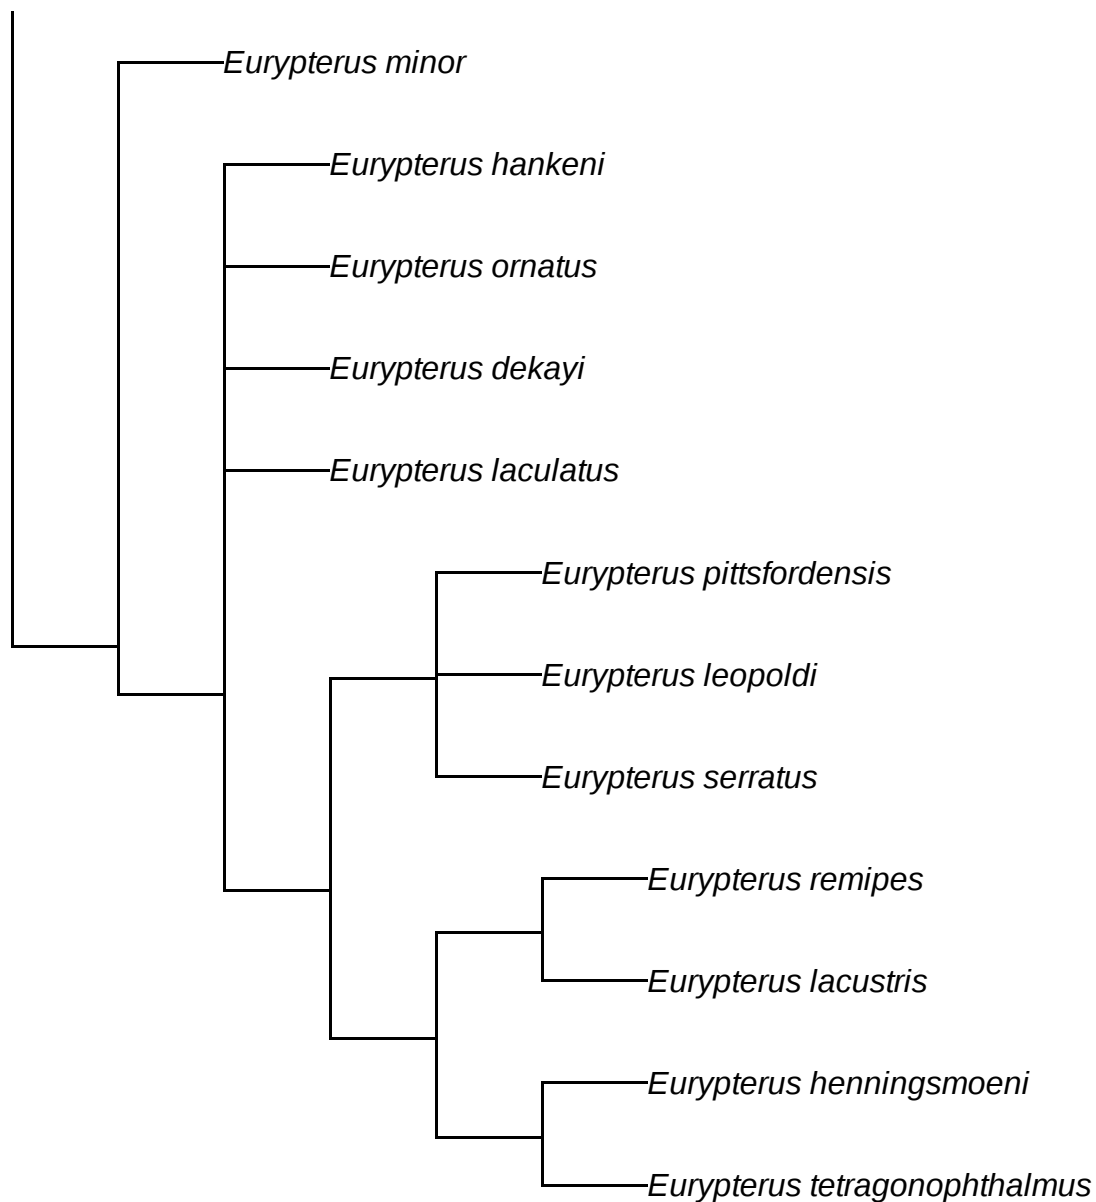 Eurypterus minor
Eurypterus hankeni
Eurypterus ornatus
Eurypterus dekayi
Eurypterus laculatus
Eurypterus pittsfordensis
Eurypterus leopoldi
Eurypterus serratus
Eurypterus remipes
Eurypterus lacustris
Eurypterus henningsmoeni
Eurypterus tetragonophthalmus